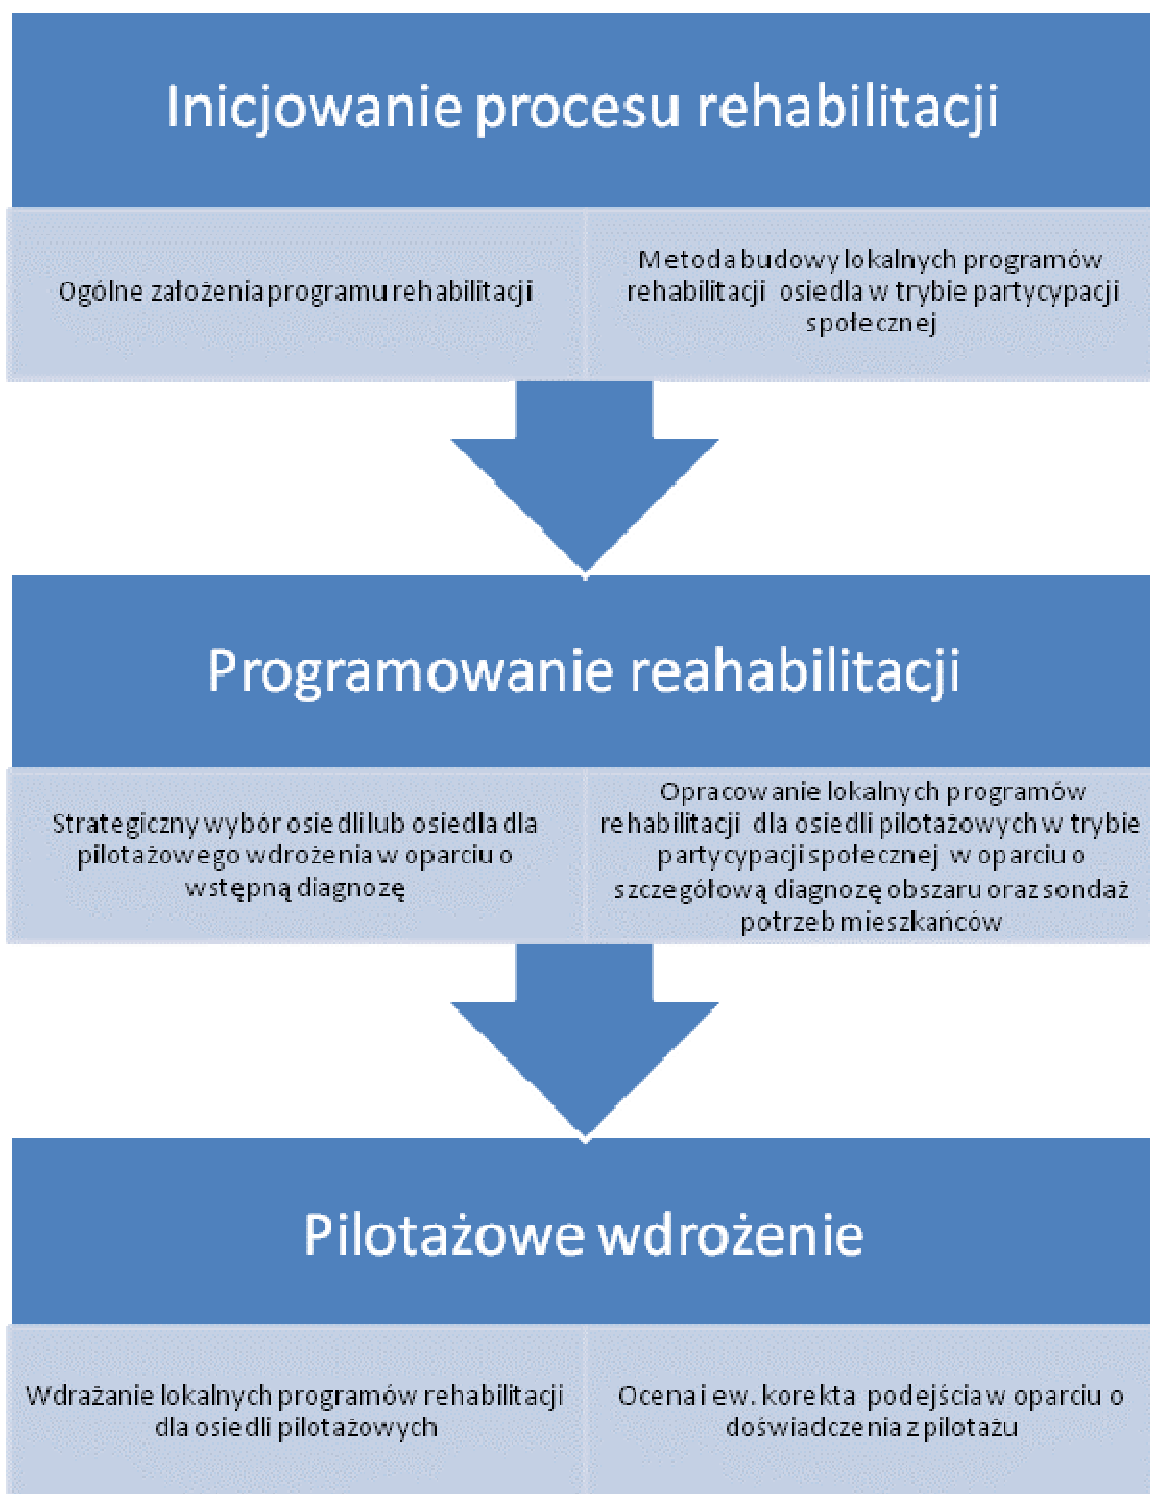 Inicjowanie procesu rehabilitacji
Ogólne założenia programu rehabilitacji
Metoda budowy lokalnych programów
rehabilitacji osiedla w trybie partycypacji
społecznej
Programowanie reahabilitacji
Strategiczny wybór osiedli lub osiedla dla
pilotażowego wdrożenia w oparciu o
wstępną diagnozę
Opracowanie lokalnych programów
rehabilitacji dla osiedli pilotażowych w trybie
partycypacji społecznej w oparciu o
szczegółową diagnozę obszaru oraz sondaż
potrzeb mieszkańców
Pilotażowe wdrożenie
Wdrażanie lokalnych programów rehabilitacji
dla osiedli pilotażowych
Ocena i ew. korekta podejścia w oparciu o
doświadczenia z pilotażu